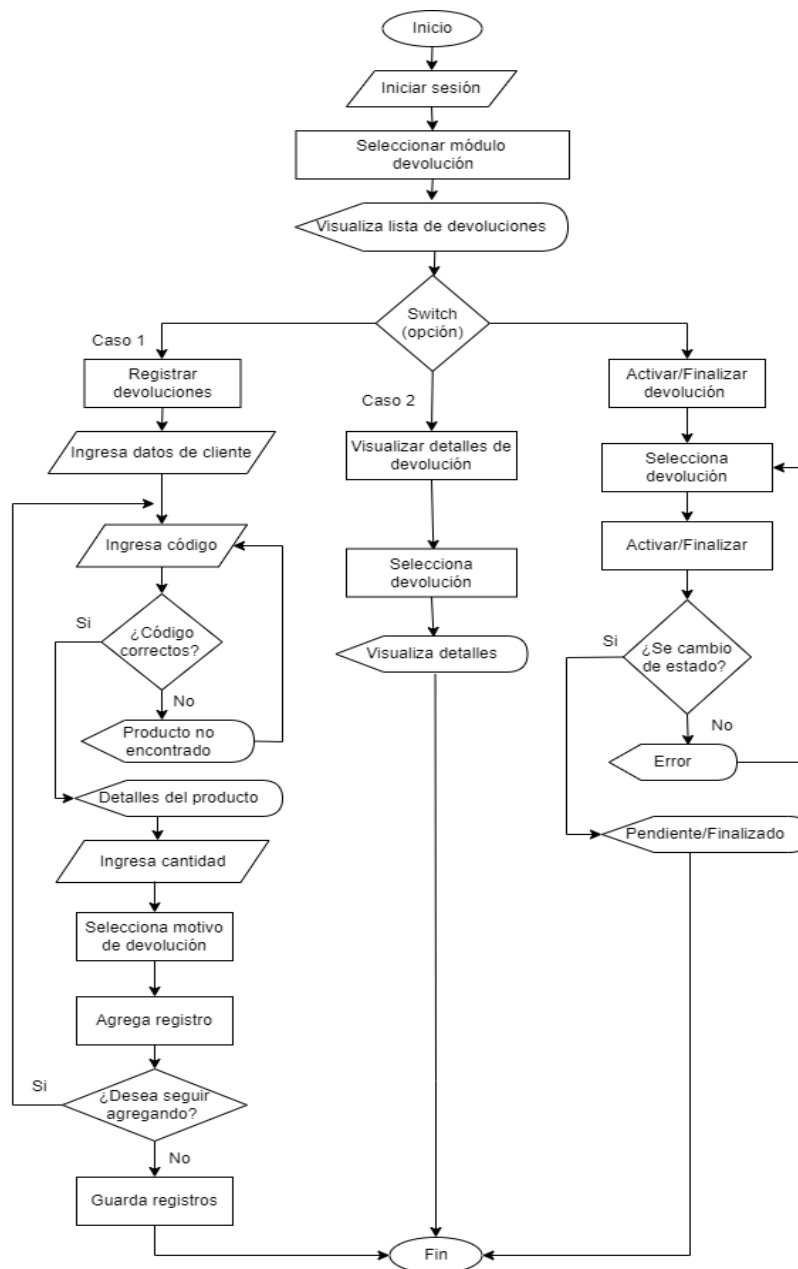 Inicio
Iniciar sesión
Seleccionar módulo
devolución
Visualiza lista de devoluciones
Switch
(opción)
Caso 1
Registrar
devoluciones
Ingresa datos de cliente
Ingresa código
Si
¿Código
correctos?
No
Producto no
encontrado
Detalles del producto
Ingresa cantidad
Selecciona motivo
de devolución
Agrega registro
Si
¿Desea seguir
agregando?
No
Guarda registros
Caso 2
Visualizar detalles de
devolución
Selecciona
devolución
Visualiza detalles
Activar/Finalizar
devolución
Selecciona
devolución
Activar/Finalizar
Si
¿Se cambio
de estado?
No
Error
Pendiente/Finalizado
Fin